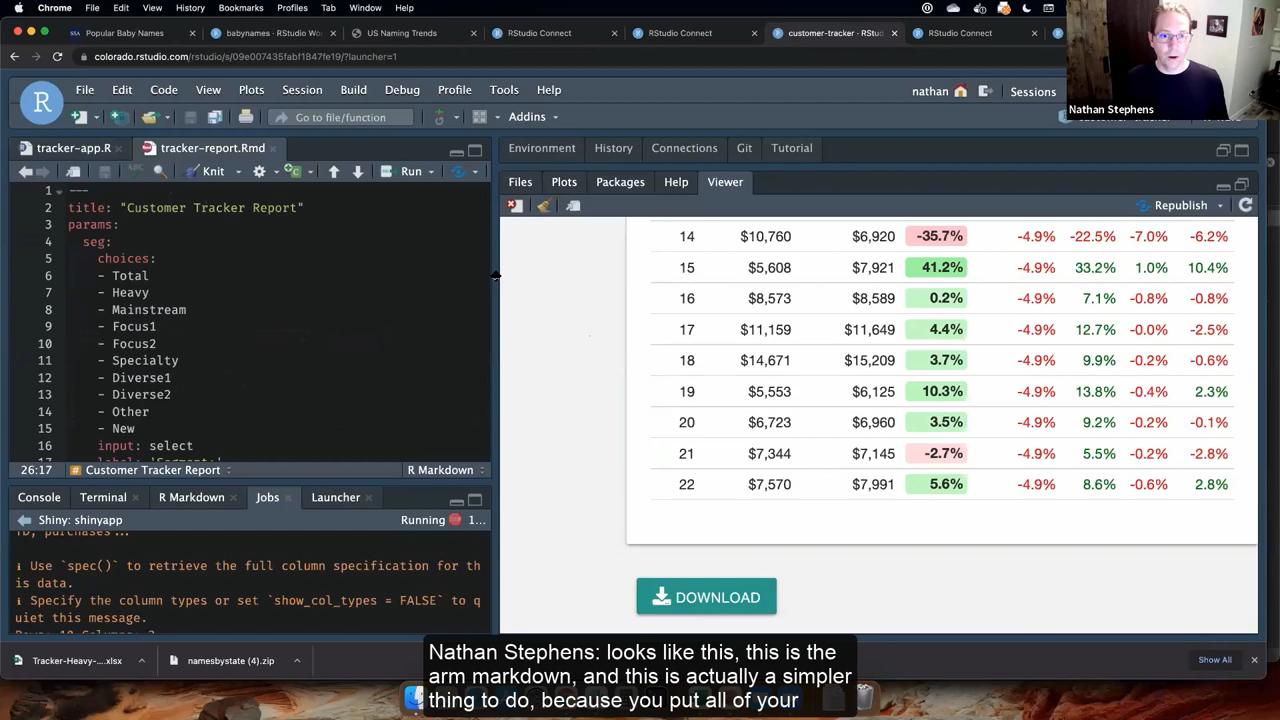 Chrome File Edit View History Bookmarks Profiles Tab Window Help
Popular Baby Names babynames - RStudio Connect US Naming Trends RStudio Connect RStudio Connect customer-tracker - RStud RStudio Connect
colorado.rstudio.com/rstudio/s/09e007435fabf1847fe19/?launcher=1
R File Edit Code View Plots Session Build Debug Profile Tools Help nathan Sessions
Go to file/function Addins
Nathan Stephens
tracker-app.R tracker-report.Rmd
Environment History Connections Git Tutorial
Knit Run
Files Plots Packages Help Viewer
Republish
1 ---
2 title: "Customer Tracker Report"
3 params:
4 seg:
5 choices:
6 - Total
7 - Heavy
8 - Mainstream
9 - Focus1
10 - Focus2
11 - Specialty
12 - Diverse1
13 - Diverse2
14 - Other
15 - New
16 input: select
26:17 Customer Tracker Report R Markdown
14 $10,760 $6,920 -35.7% -4.9% -22.5% -7.0% -6.2%
15 $5,608 $7,921 41.2% -4.9% 33.2% 1.0% 10.4%
16 $8,573 $8,589 0.2% -4.9% 7.1% -0.8% -0.8%
17 $11,159 $11,649 4.4% -4.9% 12.7% -0.0% -2.5%
18 $14,671 $15,209 3.7% -4.9% 9.9% -0.2% -0.6%
19 $5,553 $6,125 10.3% -4.9% 13.8% -0.4% 2.3%
20 $6,723 $6,960 3.5% -4.9% 9.2% -0.2% -0.1%
21 $7,344 $7,145 -2.7% -4.9% 5.5% -0.2% -2.8%
22 $7,570 $7,991 5.6% -4.9% 8.6% -0.6% 2.8%
DOWNLOAD
Console Terminal R Markdown Jobs Launcher
Shiny: shinyapp Running 1...
ℹ Use `spec()` to retrieve the full column specification for th
is data.
ℹ Specify the column types or set `show_col_types = FALSE` to q
uiet this message.
Tracker-Heavy-....xlsx namesbystate (4).zip Show All
Nathan Stephens: looks like this, this is the
arm markdown, and this is actually a simpler
thing to do, because you put all of your